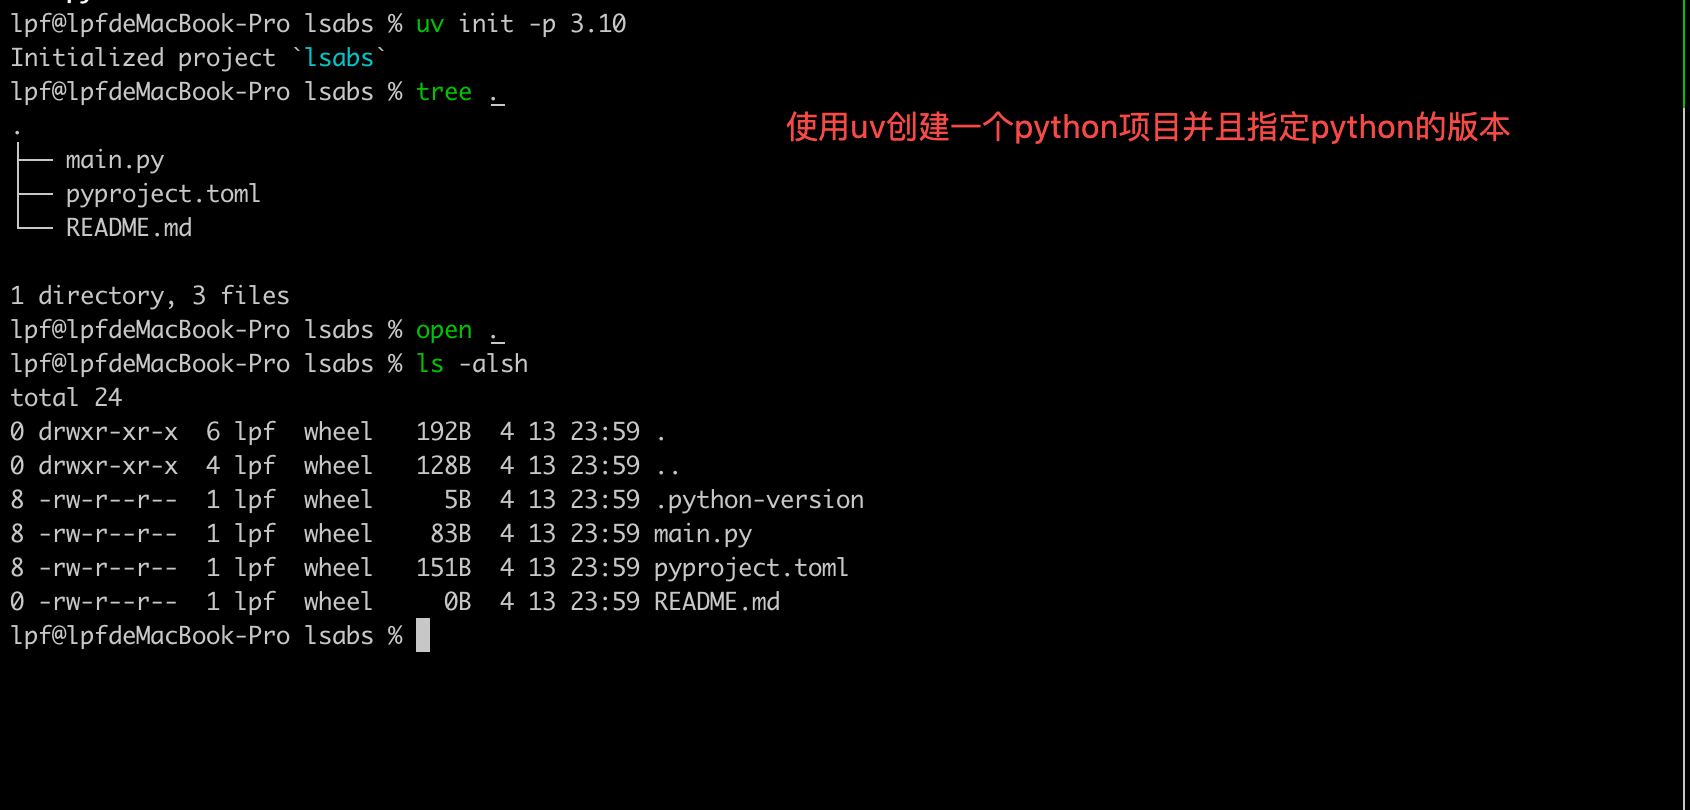 lpf@lpfdeMacBook-Pro lsabs % uv init -p 3.10
Initialized project `lsabs`
lpf@lpfdeMacBook-Pro lsabs % tree .
使用uv创建一个python项目并且指定python的版本
.
├── main.py
├── pyproject.toml
└── README.md
1 directory, 3 files
lpf@lpfdeMacBook-Pro lsabs % open .
lpf@lpfdeMacBook-Pro lsabs % ls -alsh
total 24
0 drwxr-xr-x  6 lpf  wheel   192B  4 13 23:59 .
0 drwxr-xr-x  4 lpf  wheel   128B  4 13 23:59 ..
8 -rw-r--r--  1 lpf  wheel     5B  4 13 23:59 .python-version
8 -rw-r--r--  1 lpf  wheel    83B  4 13 23:59 main.py
8 -rw-r--r--  1 lpf  wheel   151B  4 13 23:59 pyproject.toml
0 -rw-r--r--  1 lpf  wheel     0B  4 13 23:59 README.md
lpf@lpfdeMacBook-Pro lsabs %